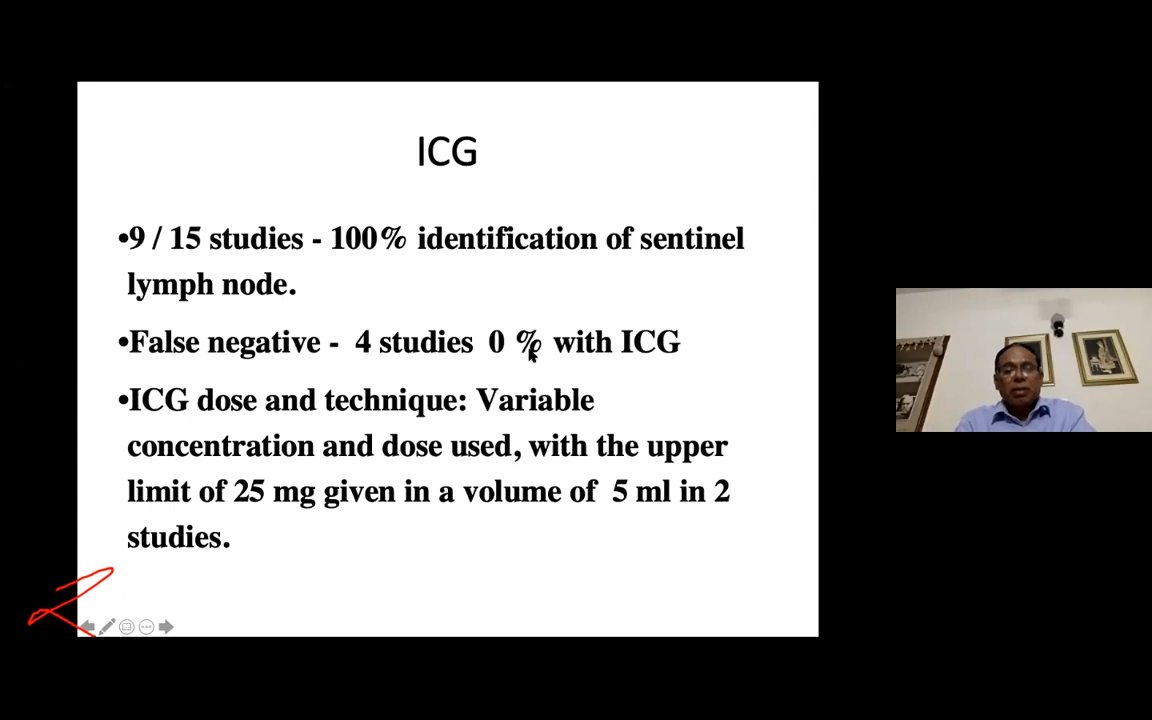 ICG
•9 / 15 studies - 100% identification of sentinel
lymph node.
•False negative -  4 studies  0 % with ICG
•ICG dose and technique: Variable
concentration and dose used, with the upper
limit of 25 mg given in a volume of  5 ml in 2
studies.